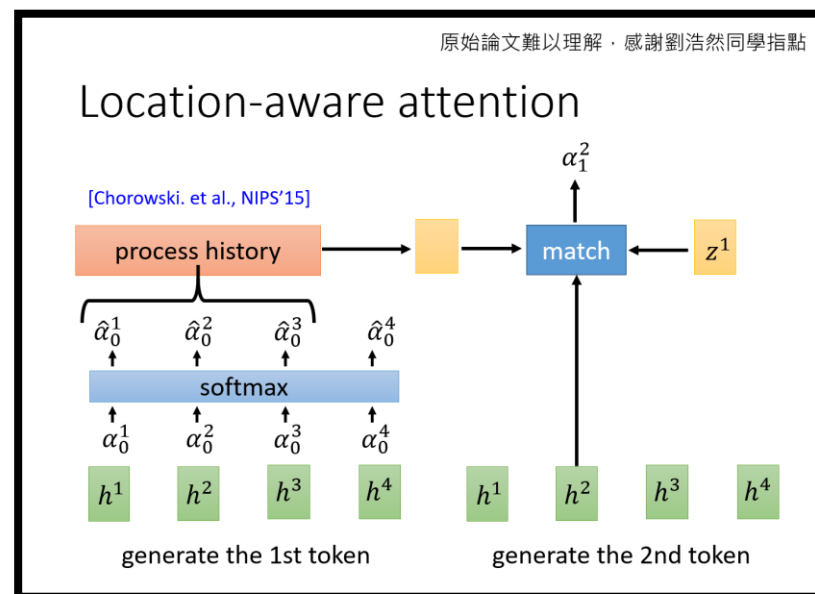 原始論文難以理解，感謝劉浩然同學指點
Location-aware attention
[Chorowski. et al., NIPS’15]
α₁²
process history
match
z¹
α̂₀¹ α̂₀² α̂₀³ α̂₀⁴
softmax
α₀¹ α₀² α₀³ α₀⁴
h¹ h² h³ h⁴
h¹ h² h³ h⁴
generate the 1st token
generate the 2nd token